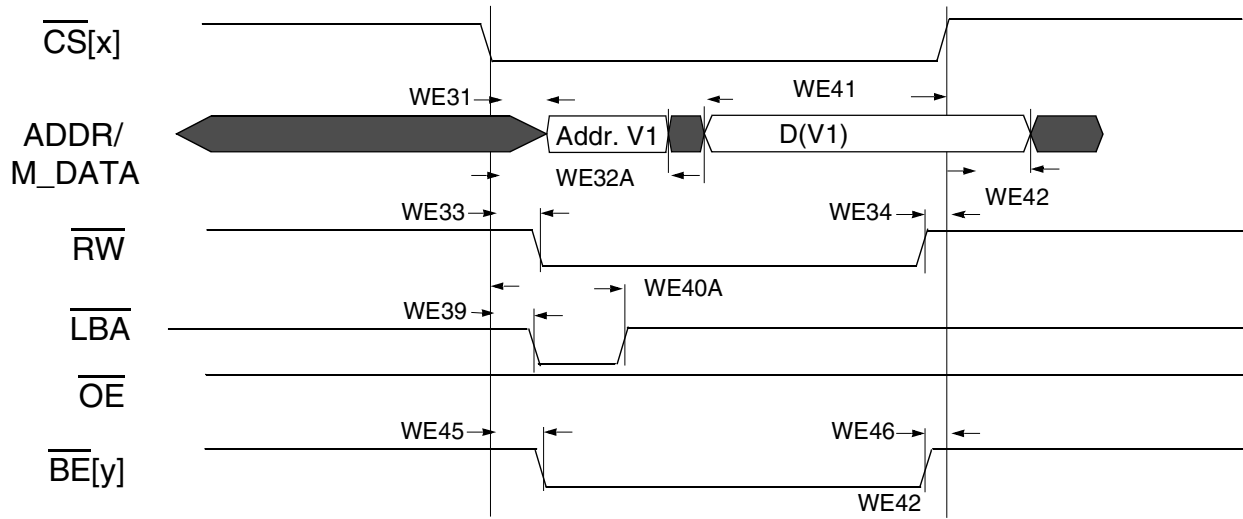 CS[x]
WE31
WE41
ADDR/
M_DATA
Addr. V1
D(V1)
WE32A
WE42
WE33
WE34
RW
WE40A
WE39
LBA
OE
WE45
WE46
BE[y]
WE42